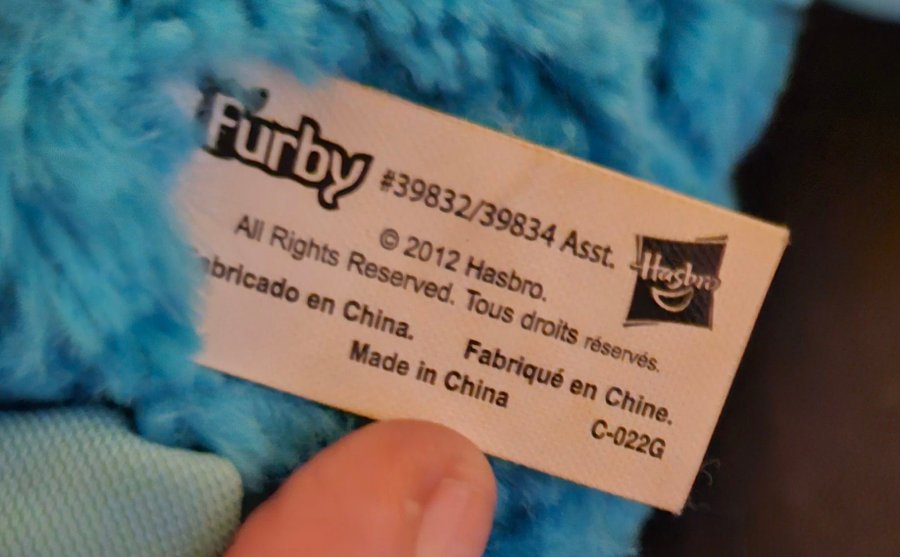 Furby #39832/39834 Asst.
© 2012 Hasbro.
Hasbro
All Rights Reserved. Tous droits réservés.
abricado en China. Fabriqué en Chine.
Made in China
C-022G